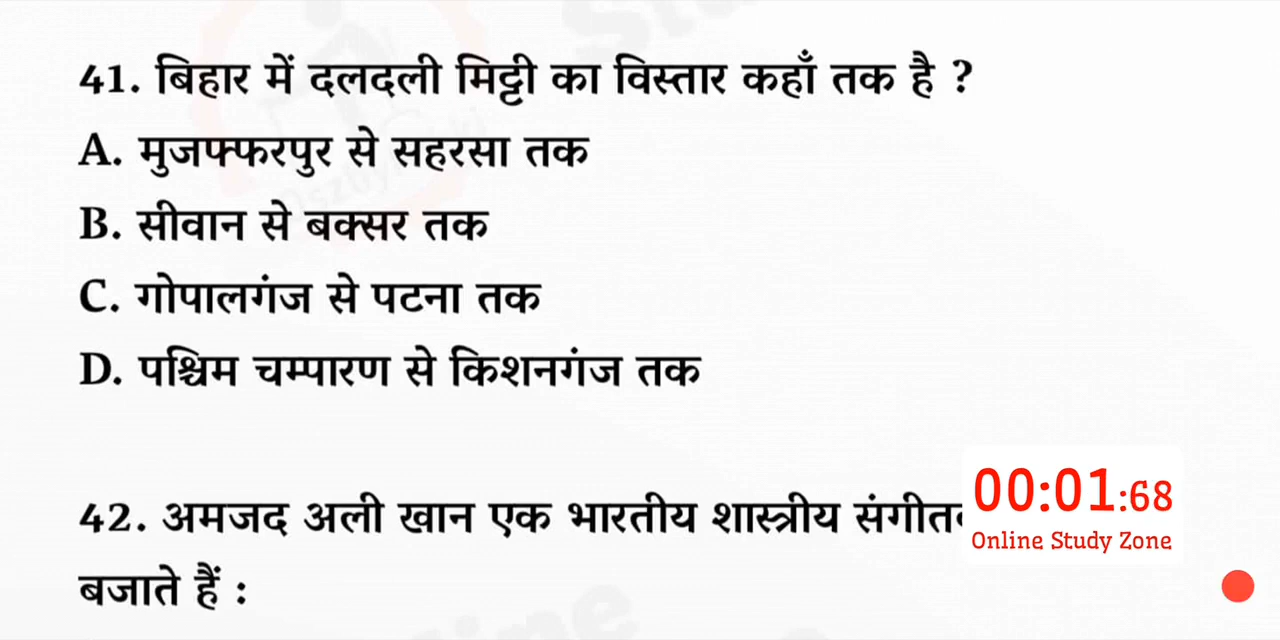 41. बिहार में दलदली मिट्टी का विस्तार कहाँ तक है ?
A. मुजफ्फरपुर से सहरसा तक
B. सीवान से बक्सर तक
C. गोपालगंज से पटना तक
D. पश्चिम चम्पारण से किशनगंज तक
42. अमजद अली खान एक भारतीय शास्त्रीय
बजाते हैं :
00:01:68
Online Study Zone